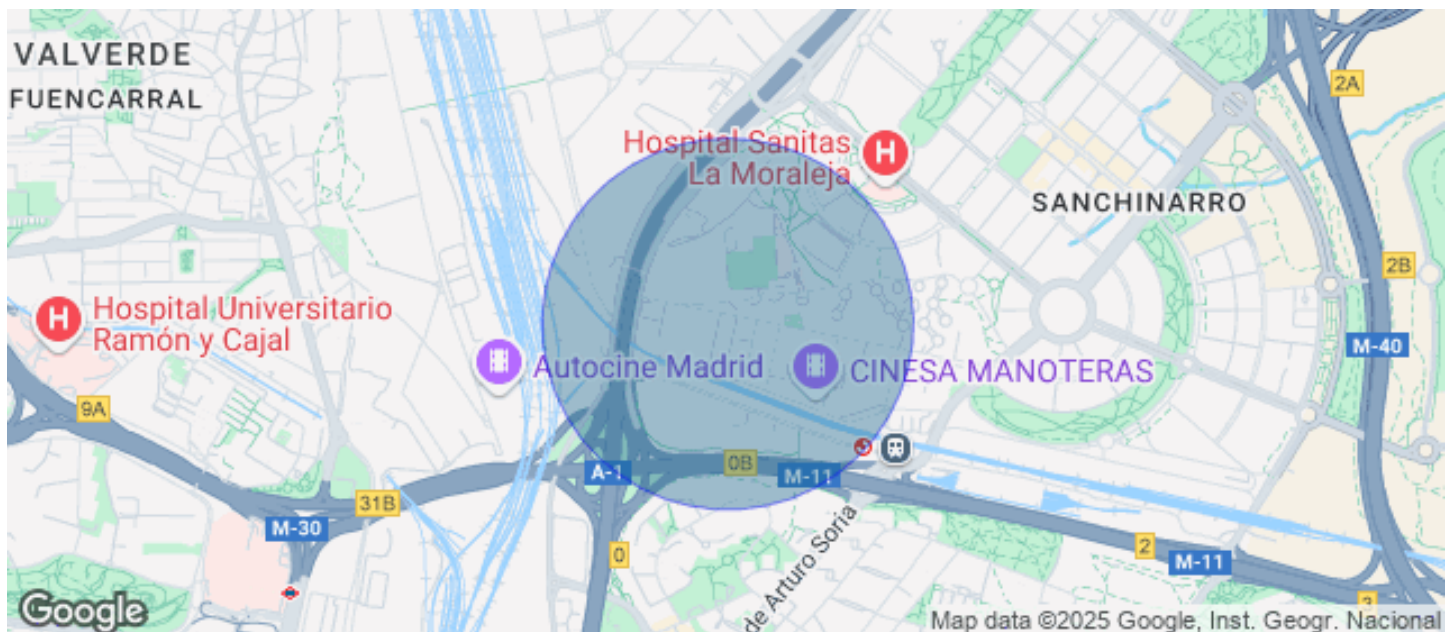 VALVERDE
FUENCARRAL
2A
Hospital Sanitas
La Moraleja
H
SANCHINARRO
2B
H
Hospital Universitario
Ramón y Cajal
M-40
Autocine Madrid
CINESA MANOTERAS
9A
0B
A-1
M-11
31B
M-30
0
2
M-11
de Arturo Soria
3
Google
Map data ©2025 Google, Inst. Geogr. Nacional